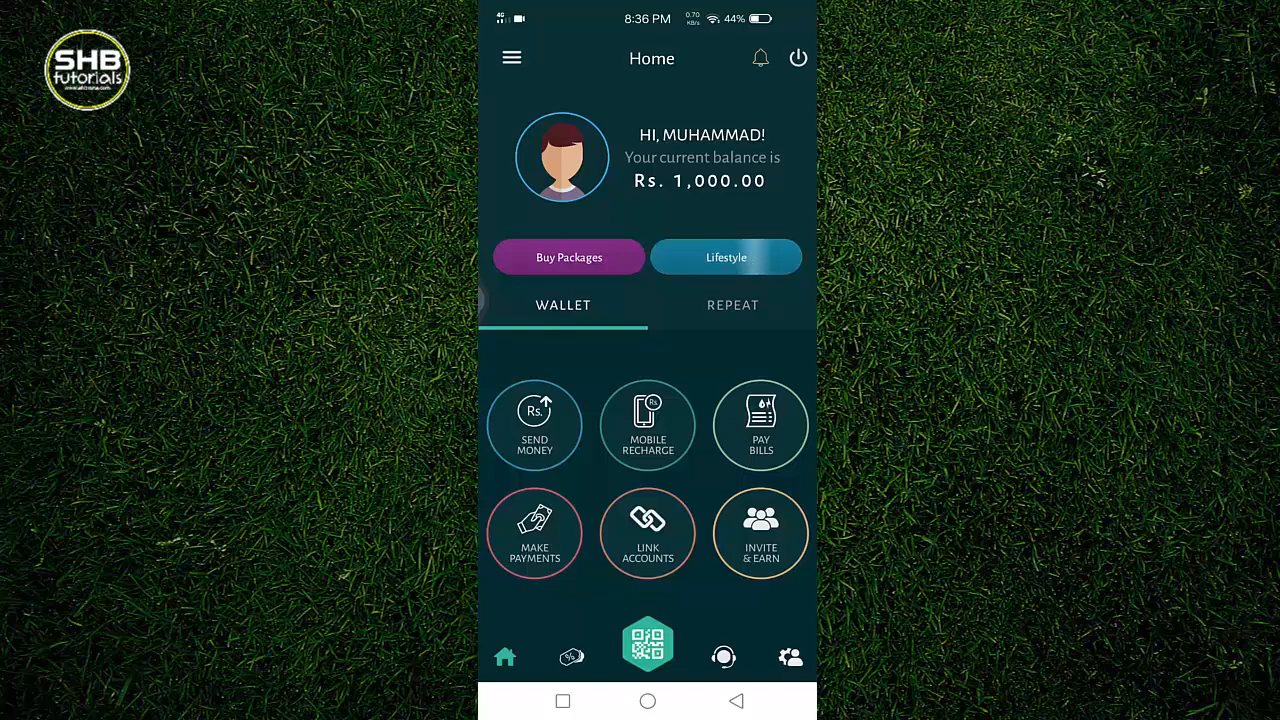 SHB
tutorials
4G
8:36 PM
0.70
KB/s
44%
Home
HI, MUHAMMAD!
Your current balance is
Rs. 1,000.00
Buy Packages
Lifestyle
WALLET
REPEAT
Rs.
SEND
MONEY
Rs.
MOBILE
RECHARGE
PAY
BILLS
MAKE
PAYMENTS
LINK
ACCOUNTS
INVITE
& EARN
%